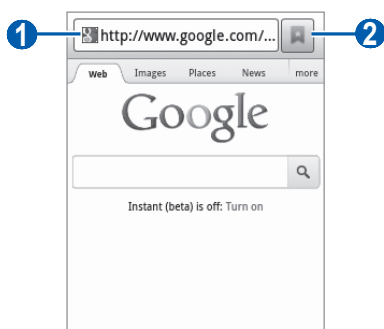 1 http://www.google.com/... 2
Web Images Places News more
Google
Instant (beta) is off: Turn on